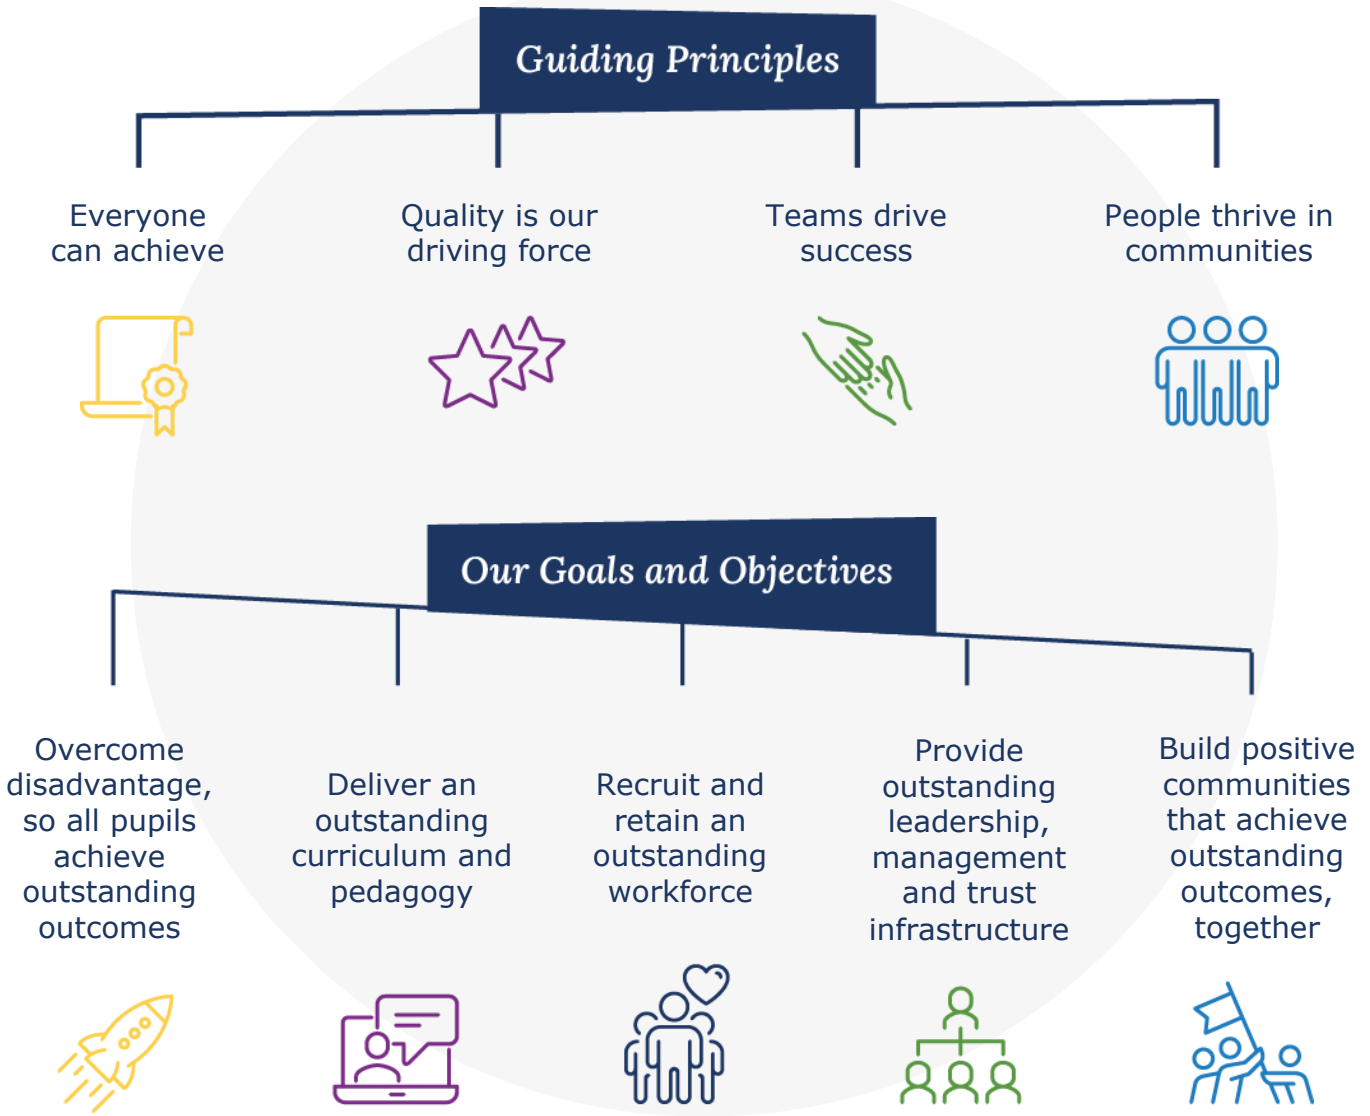 Guiding Principles
Everyone
can achieve
Quality is our
driving force
Teams drive
success
People thrive in
communities
Our Goals and Objectives
Overcome
disadvantage,
so all pupils
achieve
outstanding
outcomes
Deliver an
outstanding
curriculum and
pedagogy
Recruit and
retain an
outstanding
workforce
Provide
outstanding
leadership,
management
and trust
infrastructure
Build positive
communities
that achieve
outstanding
outcomes,
together